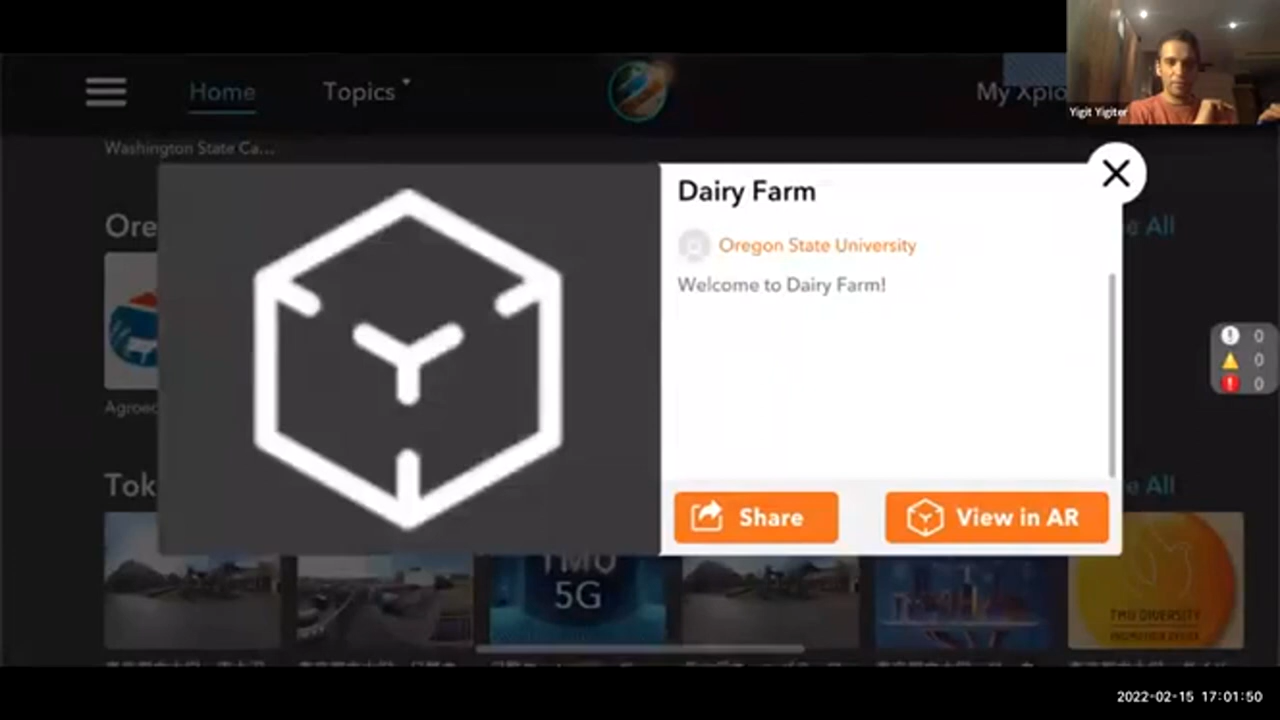 Home
Topics
My Xplo
Yigit Yigiter
Washington State Ca...
Dairy Farm
Ore
e All
Oregon State University
Welcome to Dairy Farm!
0
0
0
Agroec
Tok
e All
Share
View in AR
TMU
5G
TMU DIVERSITY
2022-02-15 17:01:50